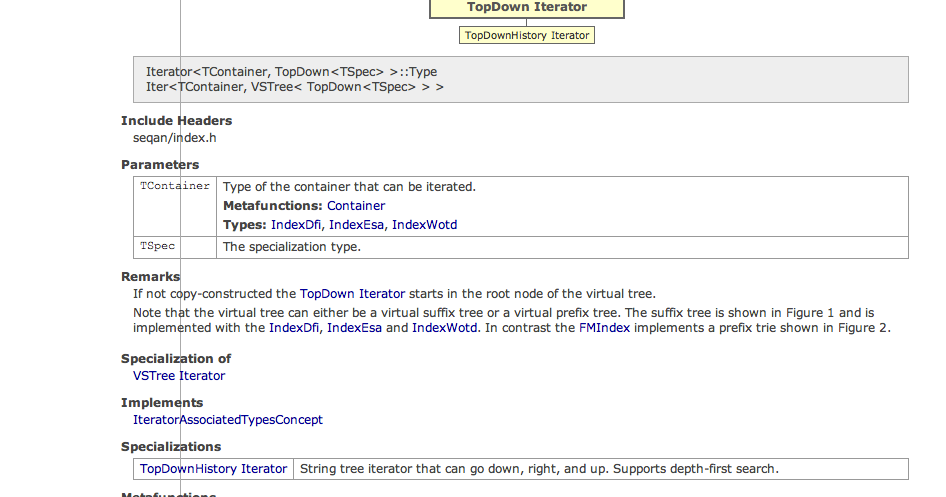 TopDown Iterator
TopDownHistory Iterator
Iterator<TContainer, TopDown<TSpec> >::Type
Iter<TContainer, VSTree< TopDown<TSpec> > >
Include Headers
seqan/index.h
Parameters
TContainer Type of the container that can be iterated.
Metafunctions: Container
Types: IndexDfi, IndexEsa, IndexWotd
TSpec The specialization type.
Remarks
If not copy-constructed the TopDown Iterator starts in the root node of the virtual tree.
Note that the virtual tree can either be a virtual suffix tree or a virtual prefix tree. The suffix tree is shown in Figure 1 and is
implemented with the IndexDfi, IndexEsa and IndexWotd. In contrast the FMIndex implements a prefix trie shown in Figure 2.
Specialization of
VSTree Iterator
Implements
IteratorAssociatedTypesConcept
Specializations
TopDownHistory Iterator String tree iterator that can go down, right, and up. Supports depth-first search.
Metafunctions